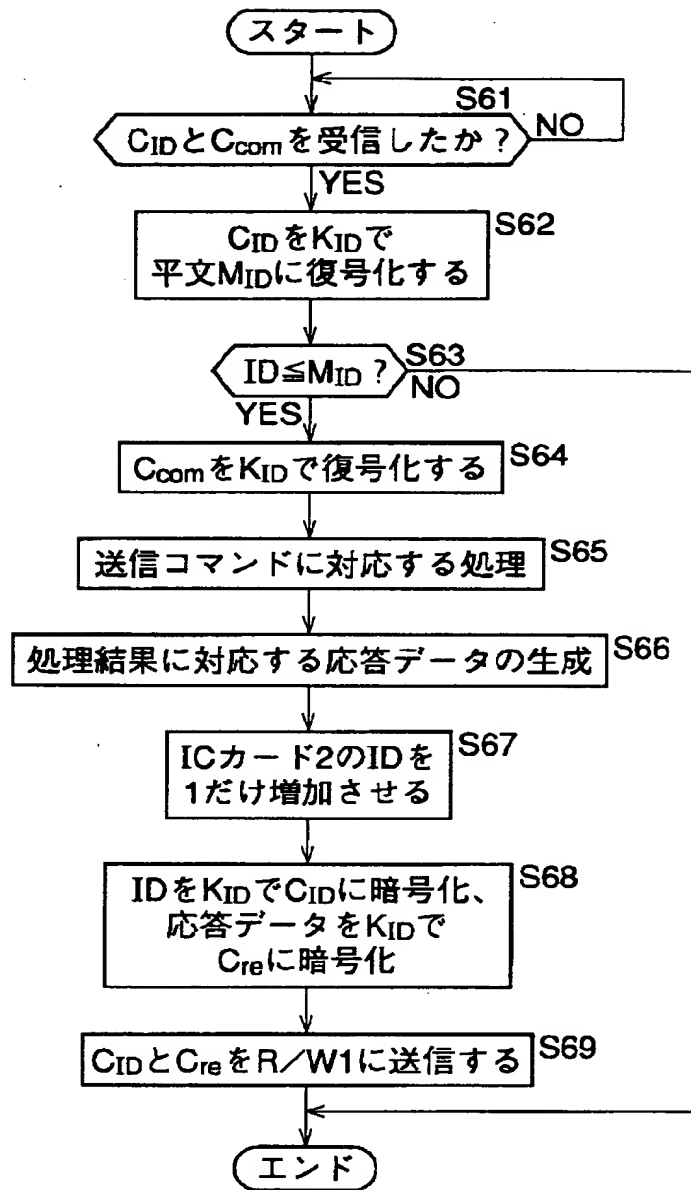 スタート
S61
CIDとCcomを受信したか？ NO
YES
CIDをKIDで S62
平文MIDに復号化する
ID≦MID？ S63
NO
YES
CcomをKIDで復号化する S64
送信コマンドに対応する処理 S65
処理結果に対応する応答データの生成 S66
ICカード2のIDを S67
1だけ増加させる
IDをKIDでCIDに暗号化、 S68
応答データをKIDで
Creに暗号化
CIDとCreをR／W1に送信する S69
エンド